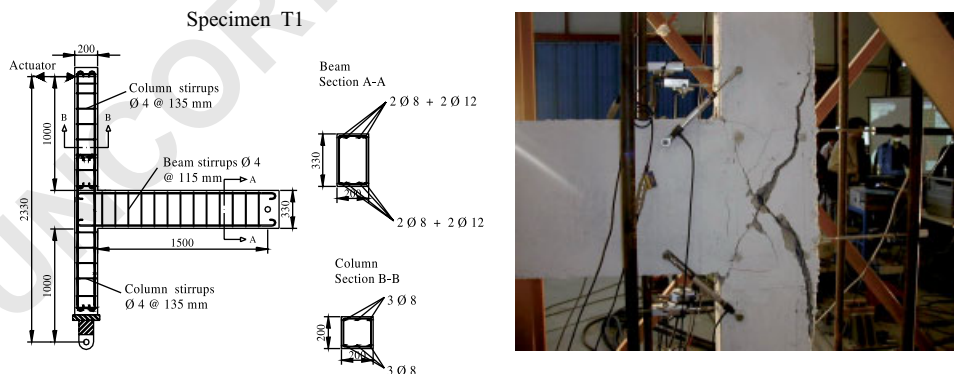 Specimen T1
200
Actuator
Column stirrups
Ø 4 @ 135 mm
B
B
1000
2330
Beam stirrups Ø 4
@ 115 mm
A
330
A
1500
1000
Column stirrups
Ø 4 @ 135 mm
Beam
Section A-A
2 Ø 8 + 2 Ø 12
330
200
2 Ø 8 + 2 Ø 12
Column
Section B-B
3 Ø 8
200
200
3 Ø 8
UNCOR